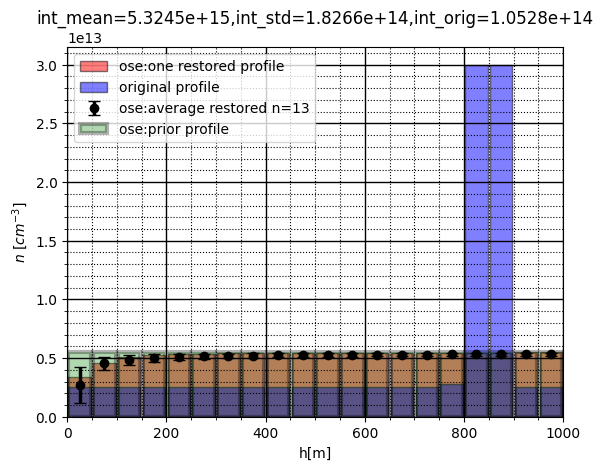 int_mean=5.3245e+15,int_std=1.8266e+14,int_orig=1.0528e+14
1e13
3.0
2.5
2.0
1.5
1.0
0.5
0.0
n [cm⁻³]
ose:one restored profile
original profile
ose:average restored n=13
ose:prior profile
0 200 400 600 800 1000
h[m]